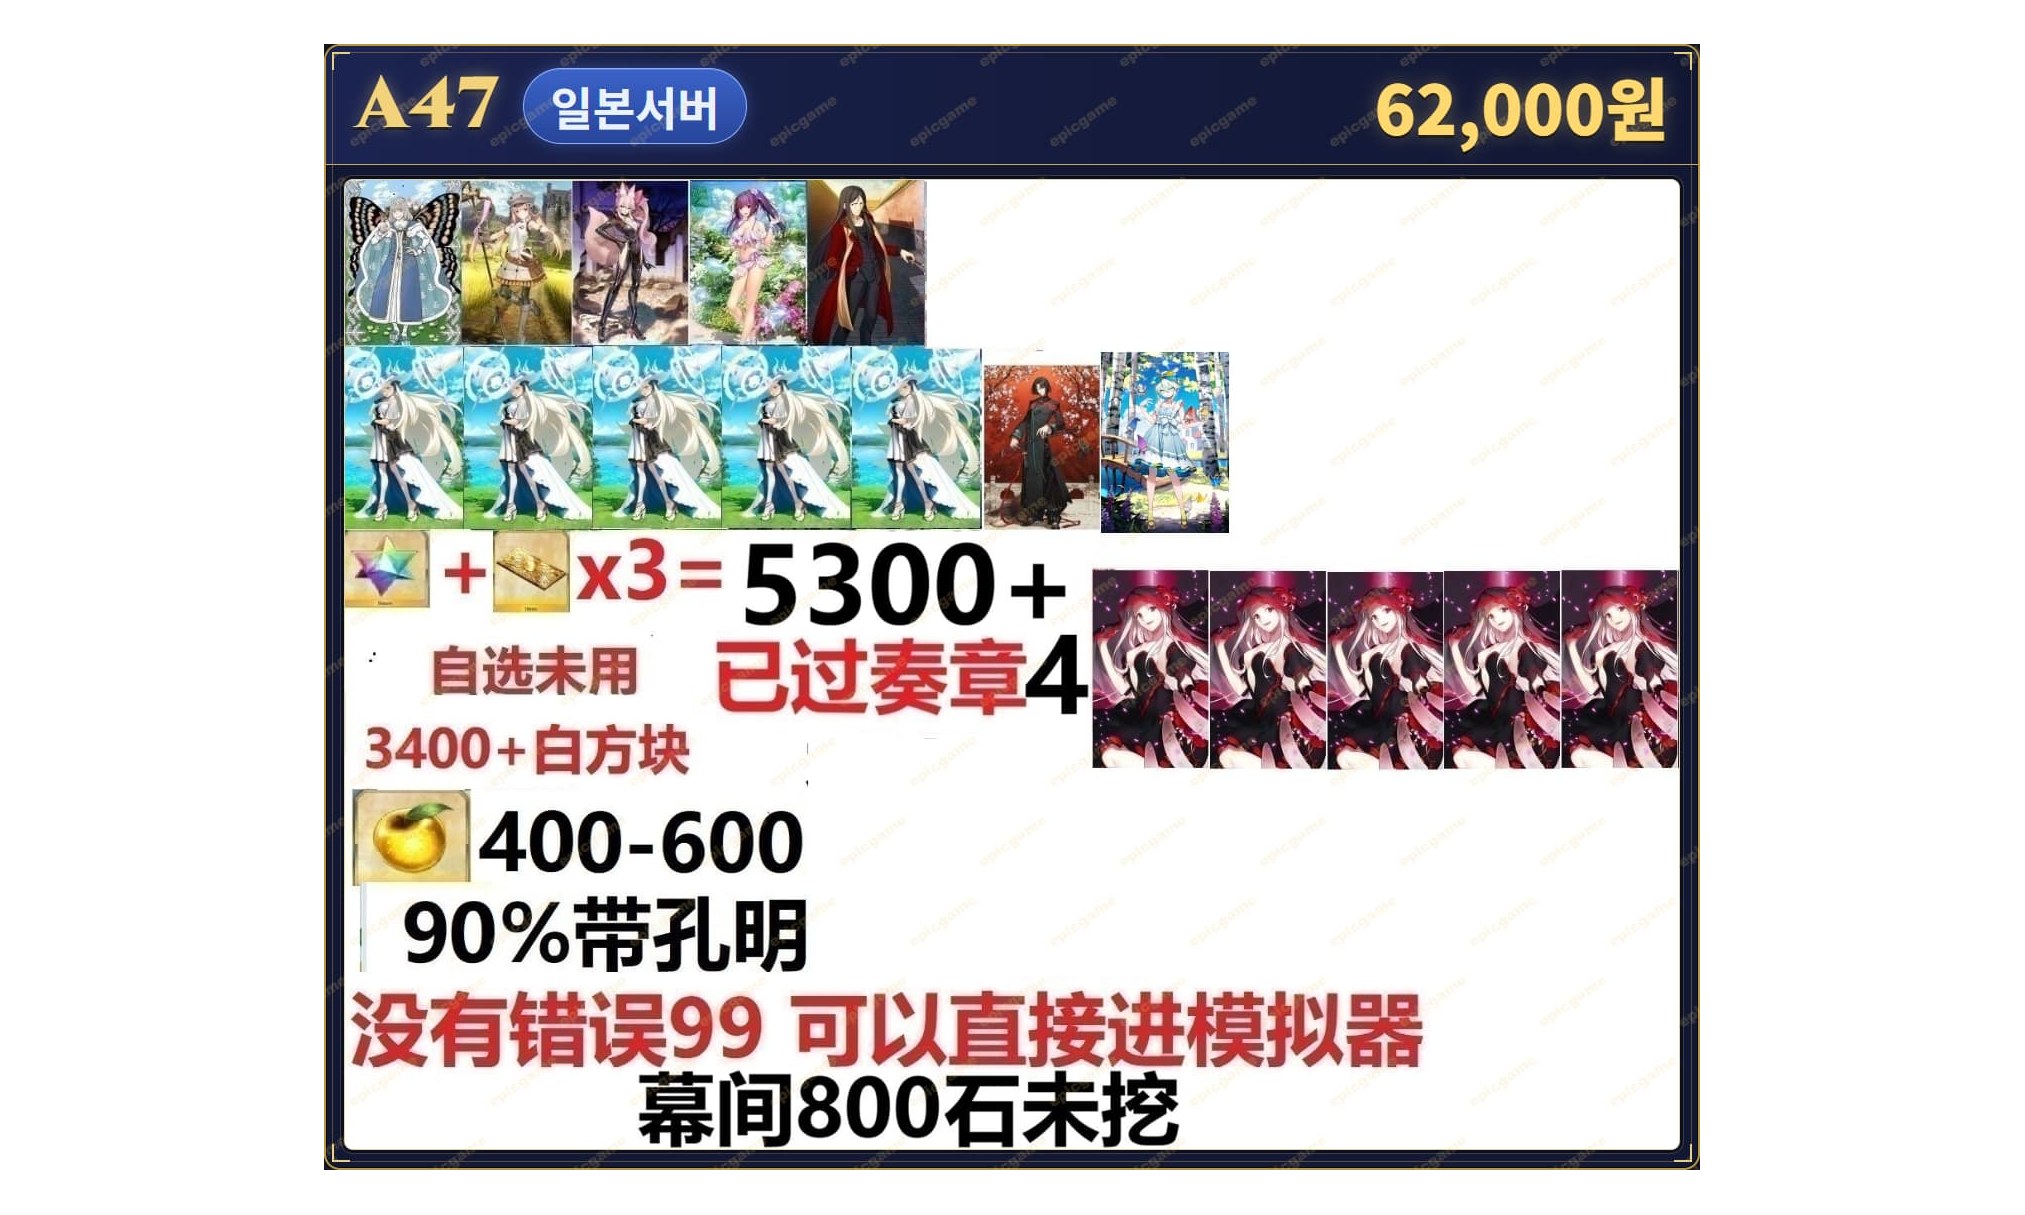 A47 일본서버 62,000원
+ x3= 5300+
自选未用 已过奏章4
3400+白方块
400-600
90%带孔明
没有错误99 可以直接进模拟器
幕间800石未挖
epicgame